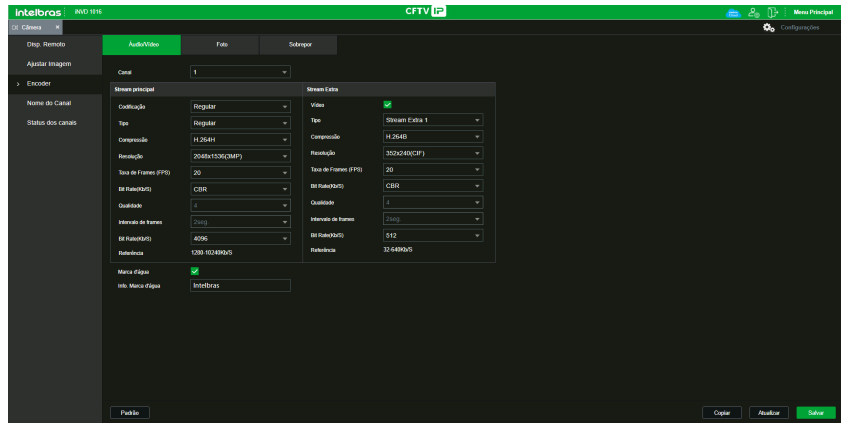 intelbras INVD 1016 CFTV IP Menu Principal
Câmera × Configurações
Disp. Remoto
Ajustar Imagem
› Encoder
Nome do Canal
Status dos canais
Áudio/Vídeo Foto Sobrepor
Canal 1
Stream principal
Codificação Regular
Tipo Regular
Compressão H.264H
Resolução 2048x1536(3MP)
Taxa de Frames (FPS) 20
Bit Rate(Kb/S) CBR
Qualidade 4
Intervalo de frames 2seg.
Bit Rate(Kb/S) 4096
Referência 1280-10240Kb/S
Stream Extra
Vídeo
Tipo Stream Extra 1
Compressão H.264B
Resolução 352x240(CIF)
Taxa de Frames (FPS) 20
Bit Rate(Kb/S) CBR
Qualidade 4
Intervalo de frames 2seg.
Bit Rate(Kb/S) 512
Referência 32-640Kb/S
Marca d'água
Info. Marca d'água Intelbras
Padrão Copiar Atualizar Salvar